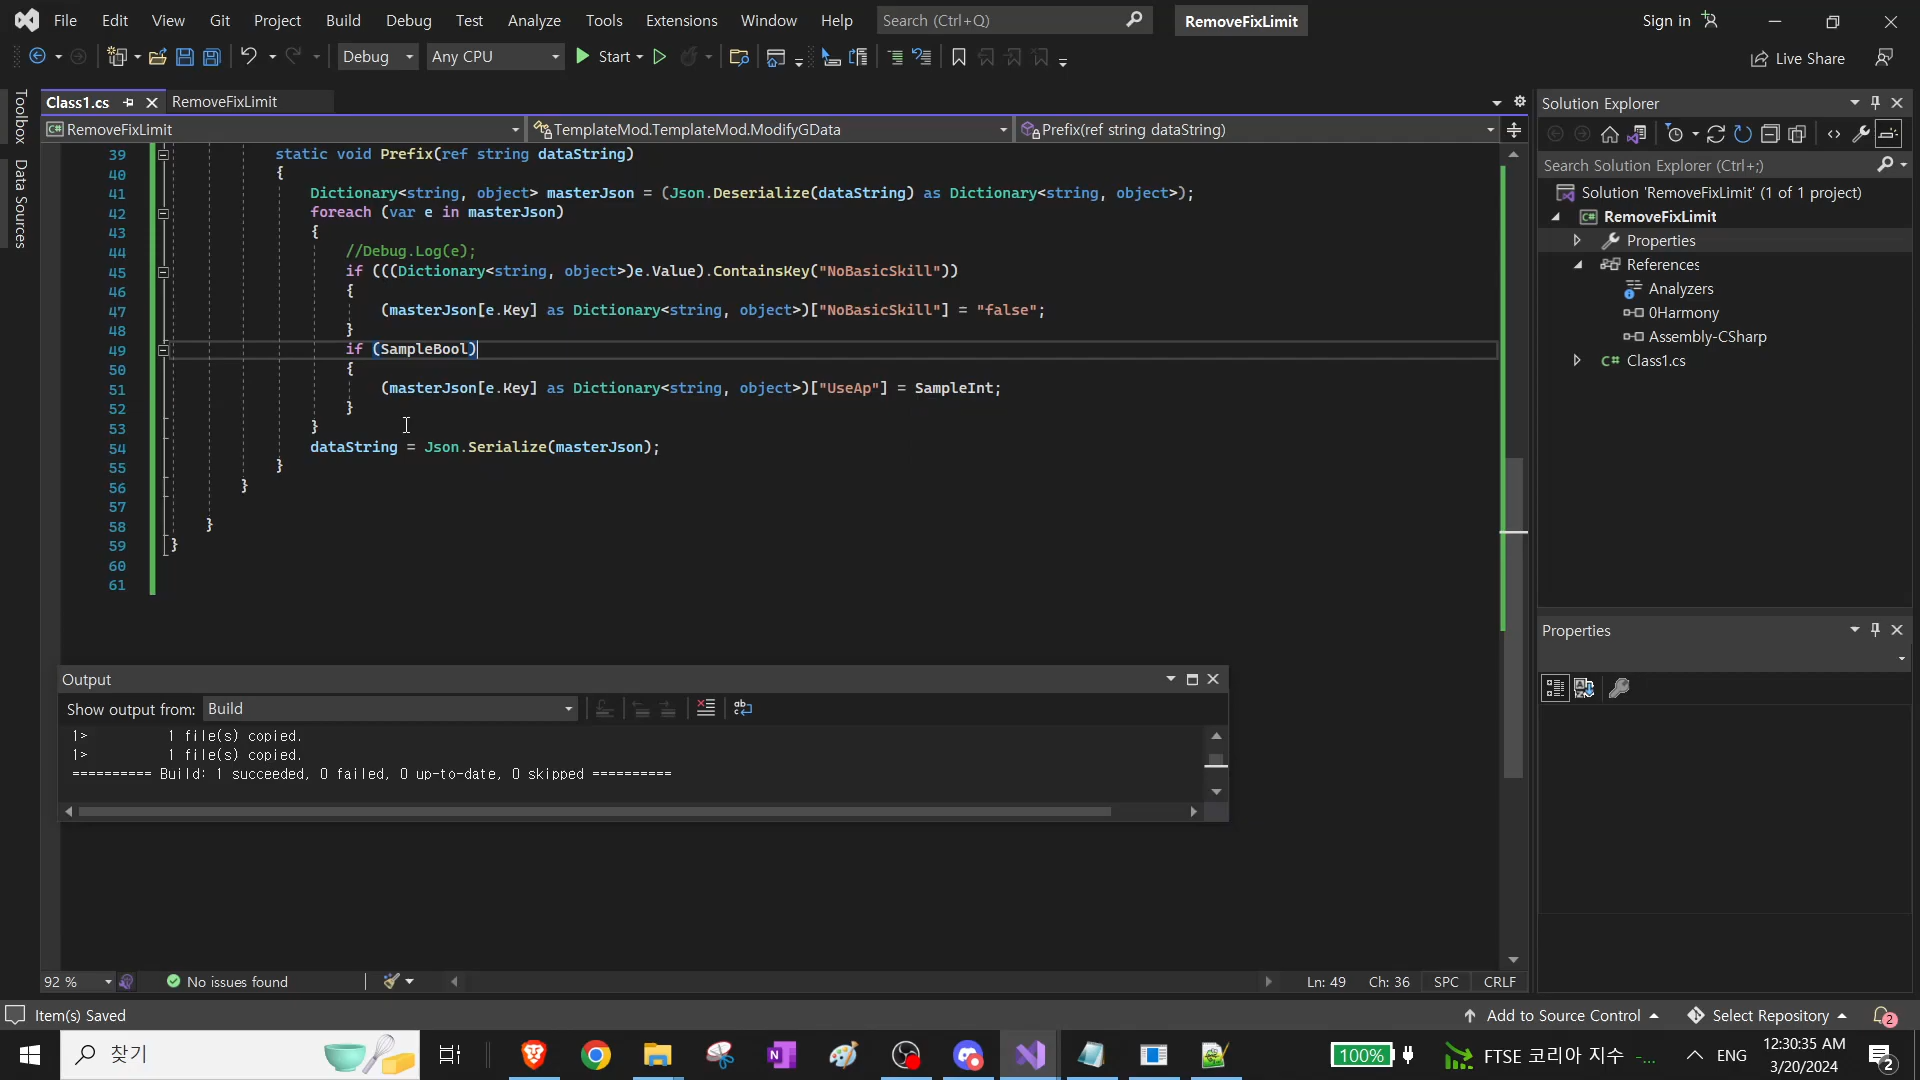 File Edit View Git Project Build Debug Test Analyze Tools Extensions Window Help Search (Ctrl+Q) RemoveFixLimit Sign in
Debug Any CPU Start Live Share
Toolbox
Data Sources
Class1.cs RemoveFixLimit
C# RemoveFixLimit TemplateMod.TemplateMod.ModifyGData Prefix(ref string dataString)
39 static void Prefix(ref string dataString)
40 {
41 Dictionary<string, object> masterJson = (Json.Deserialize(dataString) as Dictionary<string, object>);
42 foreach (var e in masterJson)
43 {
44 //Debug.Log(e);
45 if (((Dictionary<string, object>)e.Value).ContainsKey("NoBasicSkill"))
46 {
47 (masterJson[e.Key] as Dictionary<string, object>)["NoBasicSkill"] = "false";
48 }
49 if (SampleBool)
50 {
51 (masterJson[e.Key] as Dictionary<string, object>)["UseAp"] = SampleInt;
52 }
53 }
54 dataString = Json.Serialize(masterJson);
55 }
56 }
57
58 }
59 }
60
61
Output
Show output from: Build
1> 1 file(s) copied.
1> 1 file(s) copied.
========== Build: 1 succeeded, 0 failed, 0 up-to-date, 0 skipped ==========
92 % No issues found Ln: 49 Ch: 36 SPC CRLF
Solution Explorer
Search Solution Explorer (Ctrl+;)
Solution 'RemoveFixLimit' (1 of 1 project)
C# RemoveFixLimit
Properties
References
Analyzers
0Harmony
Assembly-CSharp
C# Class1.cs
Properties
Item(s) Saved Add to Source Control Select Repository 2
찾기 100% FTSE 코리아 지수 -... ENG 12:30:35 AM
3/20/2024 2